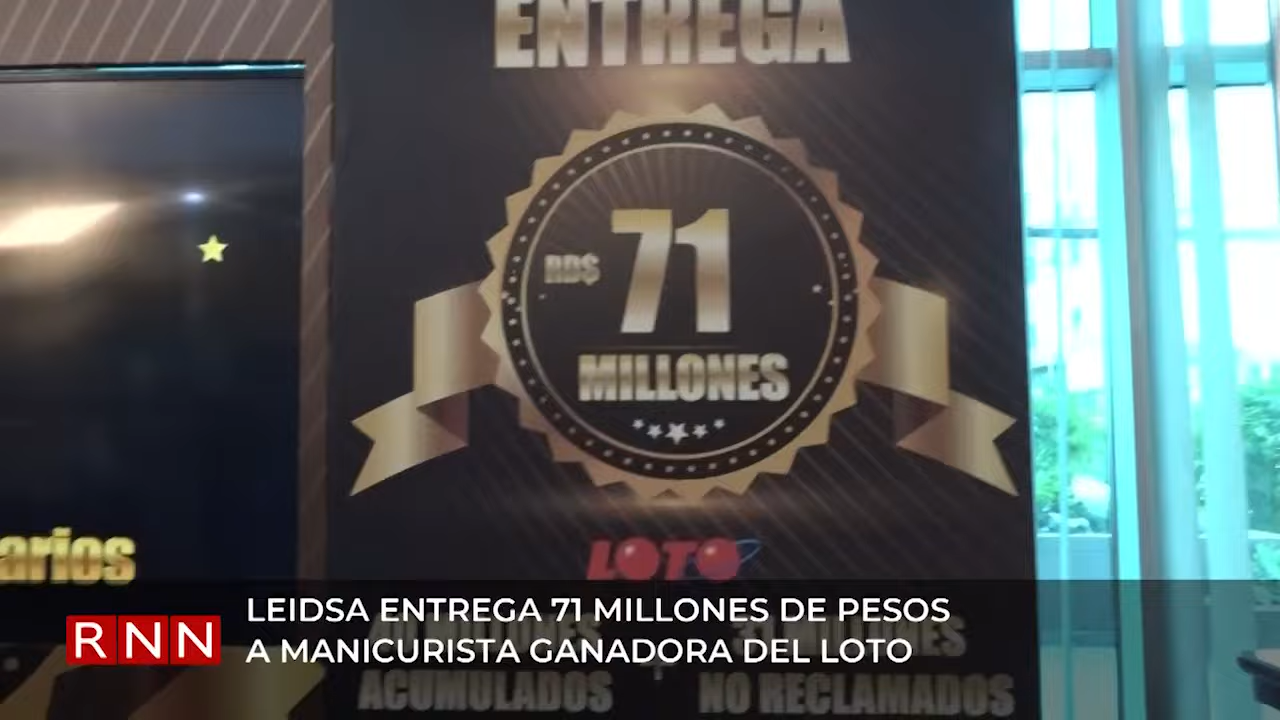 ENTREGA
RD$ 71
MILLONES
arios
LOTO
RNN
LEIDSA ENTREGA 71 MILLONES DE PESOS
A MANICURISTA GANADORA DEL LOTO
ACUMULADOS
NO RECLAMADOS